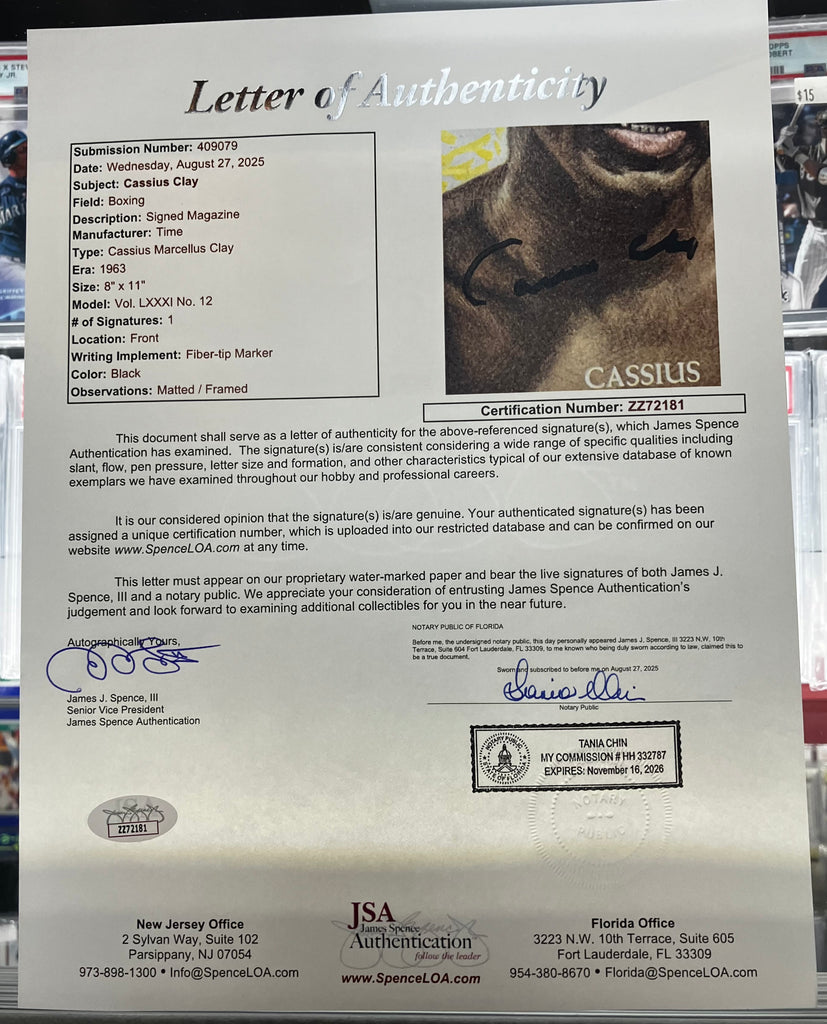 X STE
Y JR.
OPPS
OBERT
$15
Letter of Authenticity
Submission Number: 409079
Date: Wednesday, August 27, 2025
Subject: Cassius Clay
Field: Boxing
Description: Signed Magazine
Manufacturer: Time
Type: Cassius Marcellus Clay
Era: 1963
Size: 8" x 11"
Model: Vol. LXXXI No. 12
# of Signatures: 1
Location: Front
Writing Implement: Fiber-tip Marker
Color: Black
Observations: Matted / Framed
Cassius Clay
CASSIUS
Certification Number: ZZ72181
This document shall serve as a letter of authenticity for the above-referenced signature(s), which James Spence
Authentication has examined. The signature(s) is/are consistent considering a wide range of specific qualities including
slant, flow, pen pressure, letter size and formation, and other characteristics typical of our extensive database of known
exemplars we have examined throughout our hobby and professional careers.
It is our considered opinion that the signature(s) is/are genuine. Your authenticated signature(s) has been
assigned a unique certification number, which is uploaded into our restricted database and can be confirmed on our
website www.SpenceLOA.com at any time.
This letter must appear on our proprietary water-marked paper and bear the live signatures of both James J.
Spence, III and a notary public. We appreciate your consideration of entrusting James Spence Authentication's
judgement and look forward to examining additional collectibles for you in the near future.
Autographically Yours,
James J. Spence, III
Senior Vice President
James Spence Authentication
NOTARY PUBLIC OF FLORIDA
Before me, the undersigned notary public, this day personally appeared James J. Spence, III 3223 N.W. 10th
Terrace, Suite 604 Fort Lauderdale, FL 33309, to me known who being duly sworn according to law, claimed this to
be a true document.
Sworn and subscribed to before me on August 27, 2025
Tania Chin
Notary Public
NOTARY PUBLIC
STATE OF FLORIDA
TANIA CHIN
MY COMMISSION # HH 332787
EXPIRES: November 16, 2026
NOTARY
PUBLIC
ZZ72181
New Jersey Office
2 Sylvan Way, Suite 102
Parsippany, NJ 07054
973-898-1300 • Info@SpenceLOA.com
JSA
James Spence
Authentication
follow the leader
www.SpenceLOA.com
Florida Office
3223 N.W. 10th Terrace, Suite 605
Fort Lauderdale, FL 33309
954-380-8670 • Florida@SpenceLOA.com